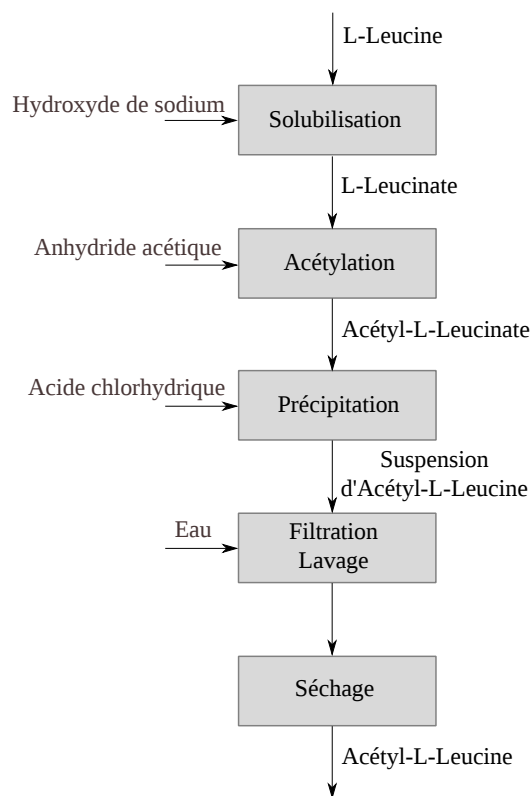 L-Leucine
Hydroxyde de sodium
Solubilisation
L-Leucinate
Anhydride acétique
Acétylation
Acétyl-L-Leucinate
Acide chlorhydrique
Précipitation
Suspension
d'Acétyl-L-Leucine
Eau
Filtration
Lavage
Séchage
Acétyl-L-Leucine